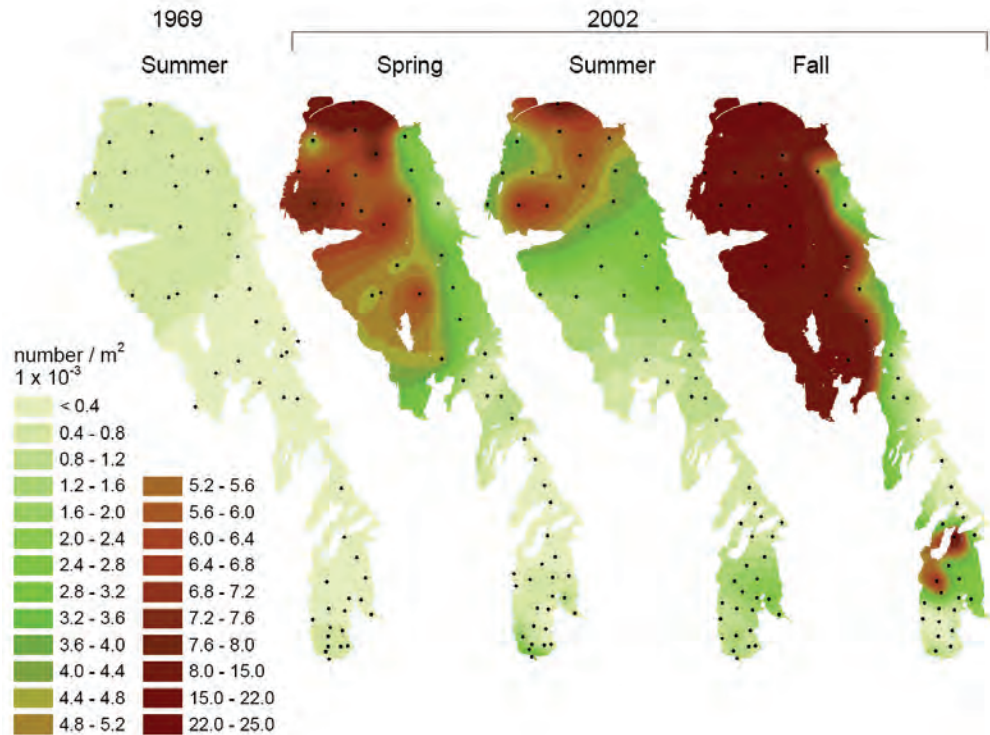 1969
2002
Summer
Spring
Summer
Fall
number / m²
1 x 10⁻³
< 0.4
0.4 - 0.8
0.8 - 1.2
1.2 - 1.6
1.6 - 2.0
2.0 - 2.4
2.4 - 2.8
2.8 - 3.2
3.2 - 3.6
3.6 - 4.0
4.0 - 4.4
4.4 - 4.8
4.8 - 5.2
5.2 - 5.6
5.6 - 6.0
6.0 - 6.4
6.4 - 6.8
6.8 - 7.2
7.2 - 7.6
7.6 - 8.0
8.0 - 15.0
15.0 - 22.0
22.0 - 25.0